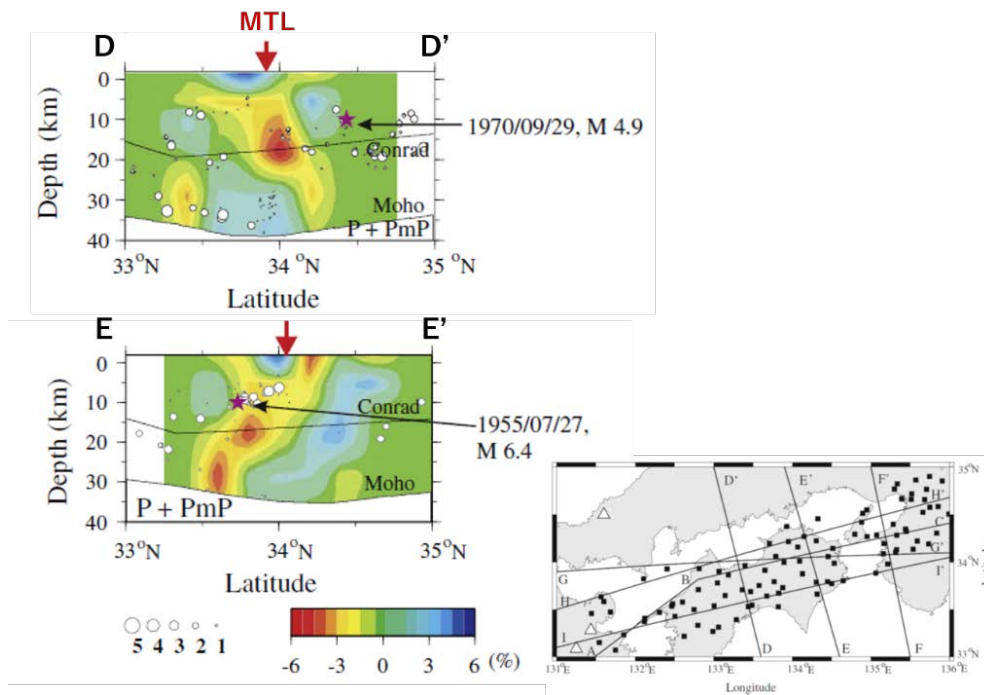 MTL
D D'
0
10
20
30
40
Depth (km)
Conrad
Moho
P + PmP
1970/09/29, M 4.9
33 °N 34 °N 35 °N
Latitude
E E'
0
10
20
30
40
Depth (km)
Conrad
Moho
P + PmP
1955/07/27,
M 6.4
33 °N 34 °N 35 °N
Latitude
5 4 3 2 1
-6 -3 0 3 6 (%)
D' E' F' 35°N
H'
C'
G' 34°N
I'
G B
H
I
A D E F 33°N
131°E 132°E 133°E 134°E 135°E 136°E
Longitude